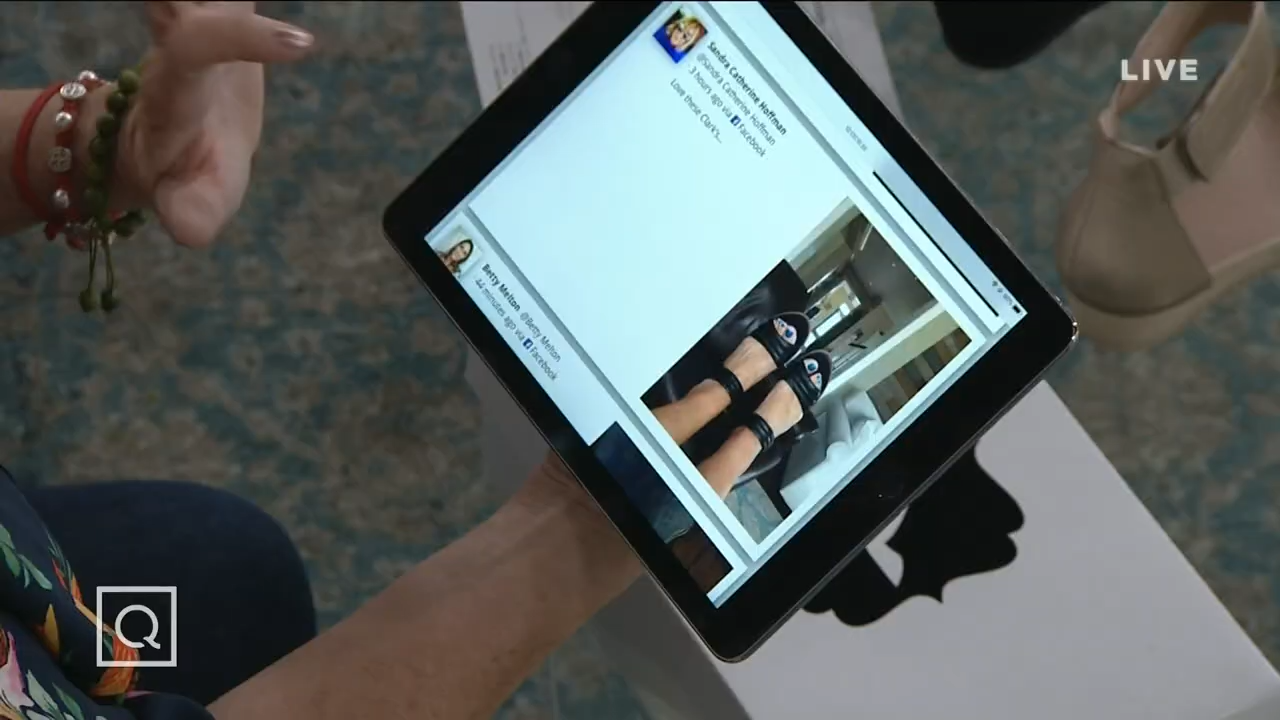 LIVE
Sandra Catherine Hoffman
@Sandra Catherine Hoffman
3 hours ago via Facebook
Love these Clark's...
Betty Melton @Betty Melton
44 minutes ago via Facebook
Q